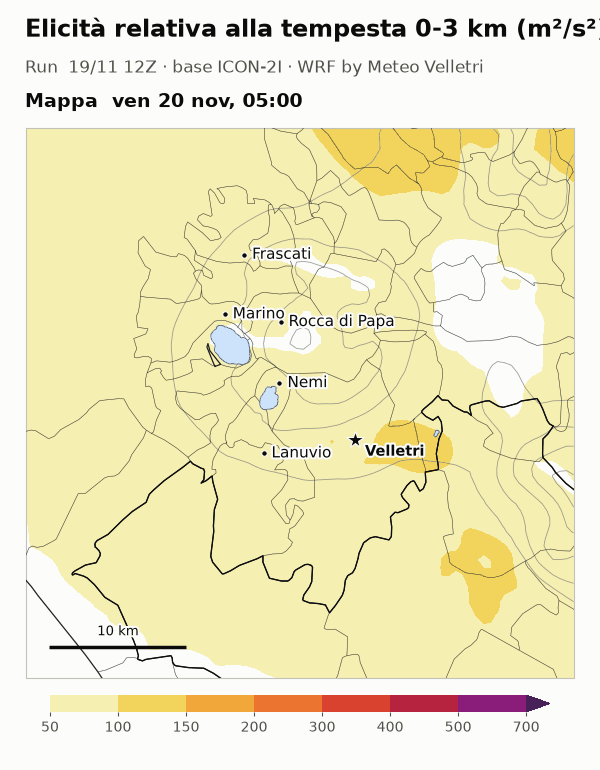 Elicità relativa alla tempesta 0-3 km (m²/s²)
Run 19/11 12Z · base ICON-2I · WRF by Meteo Velletri
Mappa ven 20 nov, 05:00
Frascati
Marino
Rocca di Papa
Nemi
Lanuvio
Velletri
10 km
50 100 150 200 300 400 500 700